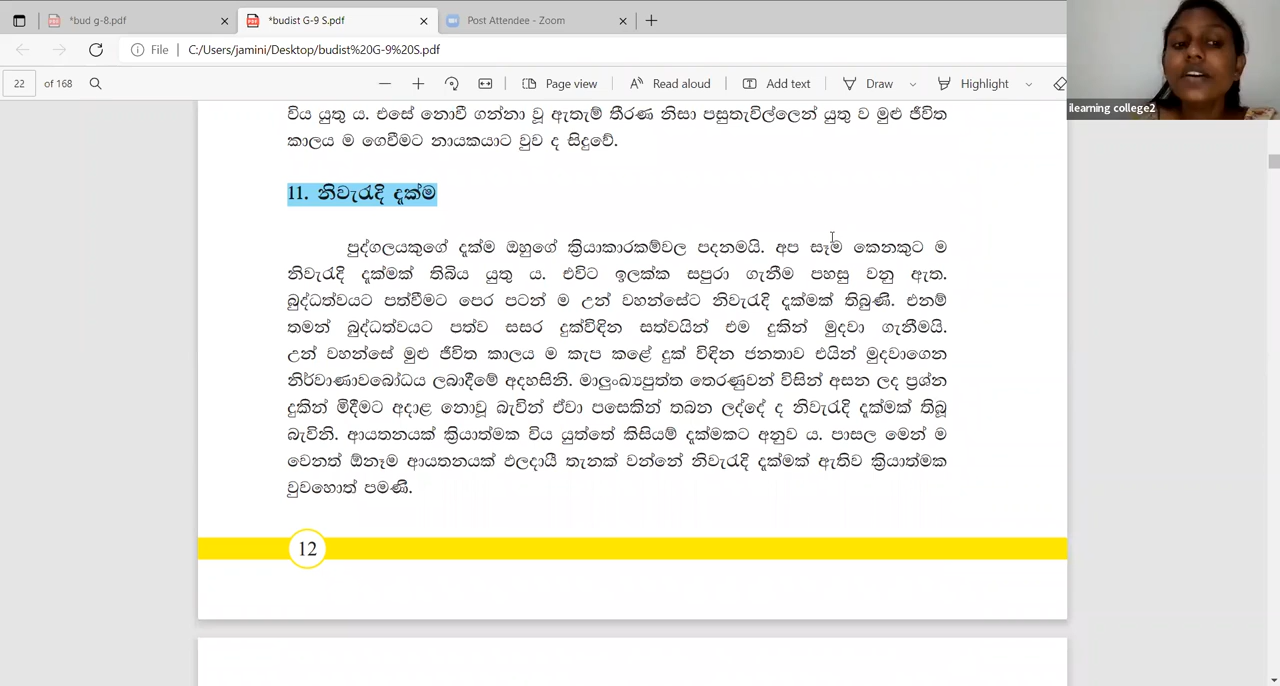 *bud g-8.pdf
*budist G-9 S.pdf
Post Attendee - Zoom
File
C:/Users/jamini/Desktop/budist%20G-9%20S.pdf
22 of 168
Page view
Read aloud
Add text
Draw
Highlight
ilearning college2
විය යුතු ය. එසේ නොවී ගන්නා වූ ඇතැම් තීරණ නිසා පසුතැවිල්ලෙන් යුතු ව මුළු ජීවිත
කාලය ම ගෙවීමට නායකයාට වුව ද සිදුවේ.
11. නිවැරැදි දැක්ම
පුද්ගලයකුගේ දැක්ම ඔහුගේ ක්‍රියාකාරකම්වල පදනමයි. අප සෑම කෙනකුට ම
නිවැරැදි දැක්මක් තිබිය යුතු ය. එවිට ඉලක්ක සපුරා ගැනීම පහසු වනු ඇත.
බුද්ධත්වයට පත්වීමට පෙර පටන් ම උන් වහන්සේට නිවැරැදි දැක්මක් තිබුණි. එනම්
තමන් බුද්ධත්වයට පත්ව සසර දුක්විඳින සත්වයින් එම දුකින් මුදවා ගැනීමයි.
උන් වහන්සේ මුළු ජීවිත කාලය ම කැප කළේ දුක් විඳින ජනතාව එයින් මුදවාගෙන
නිර්වාණාවබෝධය ලබාදීමේ අදහසිනි. මාලුංඛ්‍යපුත්ත තෙරණුවන් විසින් අසන ලද ප්‍රශ්න
දුකින් මිදීමට අදාළ නොවූ බැවින් ඒවා පසෙකින් තබන ලද්දේ ද නිවැරැදි දැක්මක් තිබූ
බැවිනි. ආයතනයක් ක්‍රියාත්මක විය යුත්තේ කිසියම් දැක්මකට අනුව ය. පාසල මෙන් ම
වෙනත් ඕනෑම ආයතනයක් ඵලදායී තැනක් වන්නේ නිවැරැදි දැක්මක් ඇතිව ක්‍රියාත්මක
වුවහොත් පමණි.
12